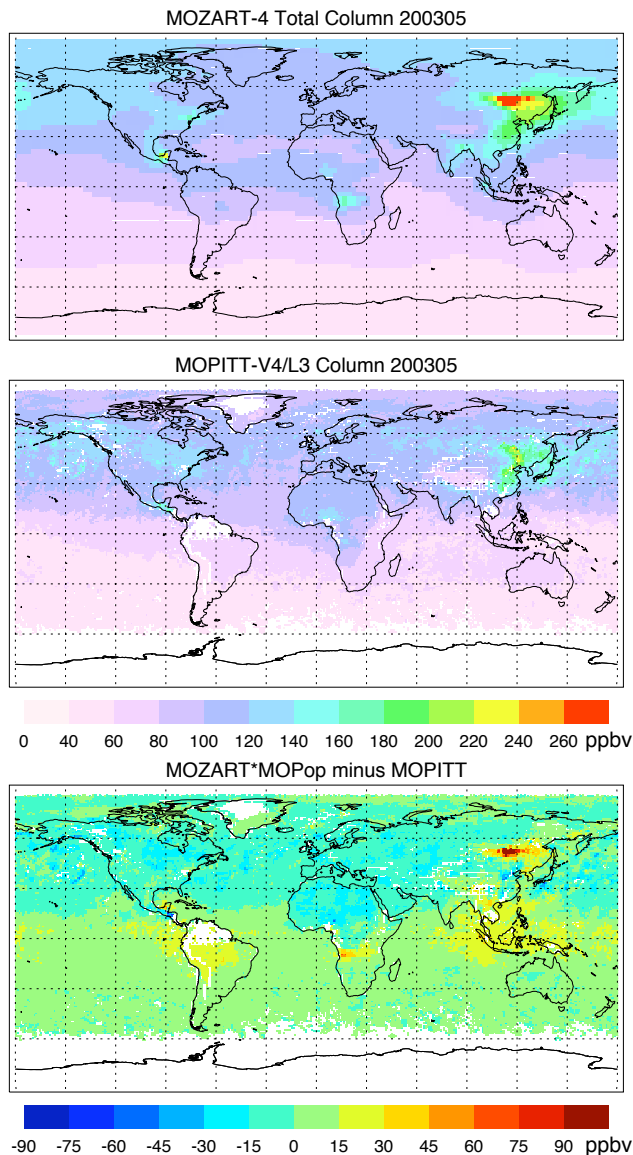 MOZART-4 Total Column 200305
MOPITT-V4/L3 Column 200305
0 40 60 80 100 120 140 160 180 200 220 240 260 ppbv
MOZART*MOPop minus MOPITT
-90 -75 -60 -45 -30 -15 0 15 30 45 60 75 90 ppbv